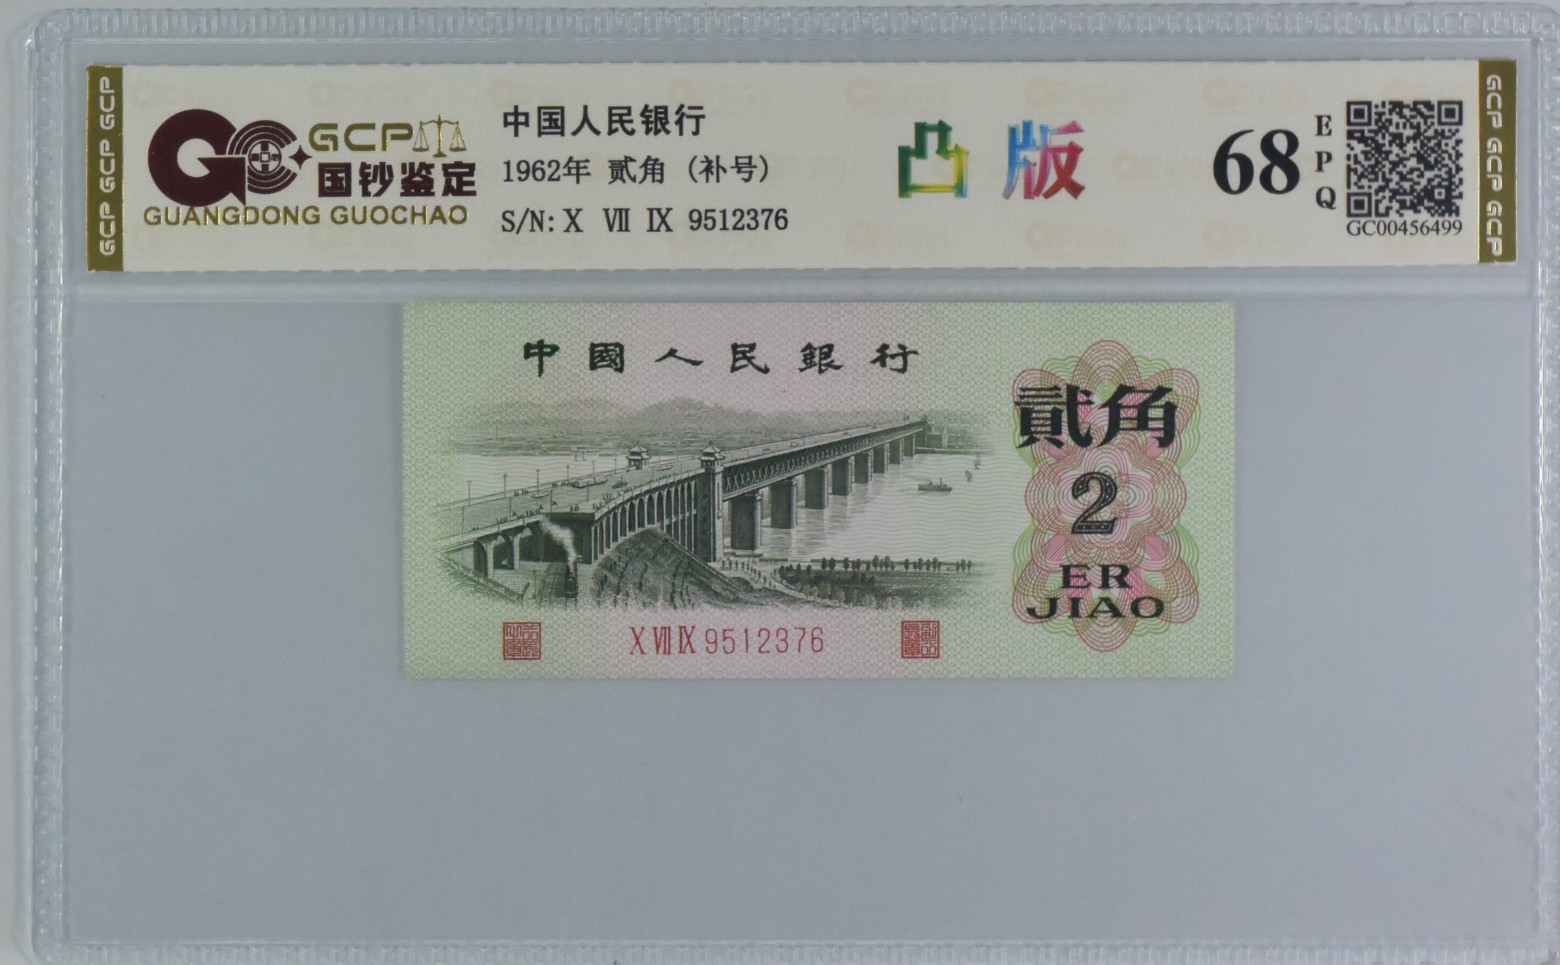 GCP GCP GCP
GCP
国钞鉴定
GUANGDONG GUOCHAO
中国人民银行
1962年 贰角 (补号)
S/N: X Ⅶ Ⅸ 9512376
凸版
68
EPQ
GC00456499
GCP GCP GCP
中國人民銀行
貳角
2
ER
JIAO
X Ⅶ Ⅸ 9512376